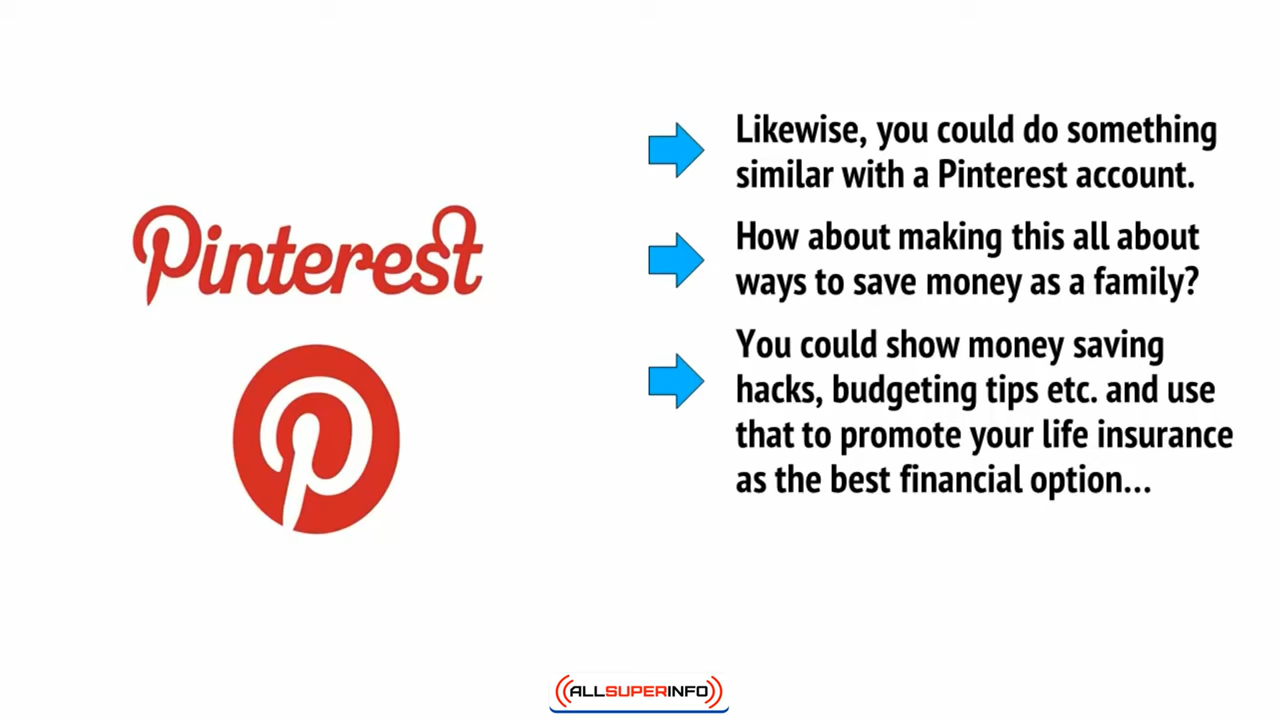 Pinterest
Likewise, you could do something
similar with a Pinterest account.
How about making this all about
ways to save money as a family?
You could show money saving
hacks, budgeting tips etc. and use
that to promote your life insurance
as the best financial option...
ALLSUPERINFO